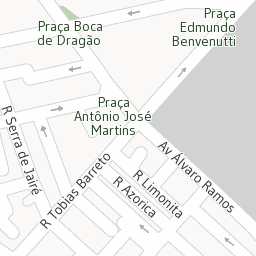 Praça
Edmundo
Benvenutti
Praça Boca
de Dragão
Praça
Antônio José
Martins
R Serra de Jairé
R Tobias Barreto
R Azorica
R Limonita
Av Álvaro Ramos